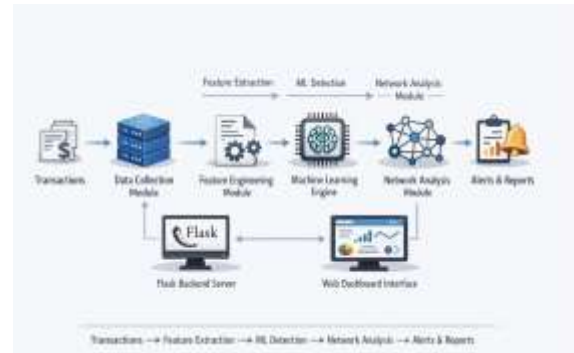 Feature Extraction ML Detection Network Analysis
Module
Transactions Data Collection Feature Engineering Machine Learning Network Analysis Alerts & Reports
Module Module Engine Module
Flask
Flask Backend Server Web Dashboard Interface
Transactions → Feature Extraction → ML Detection → Network Analysis → Alerts & Reports